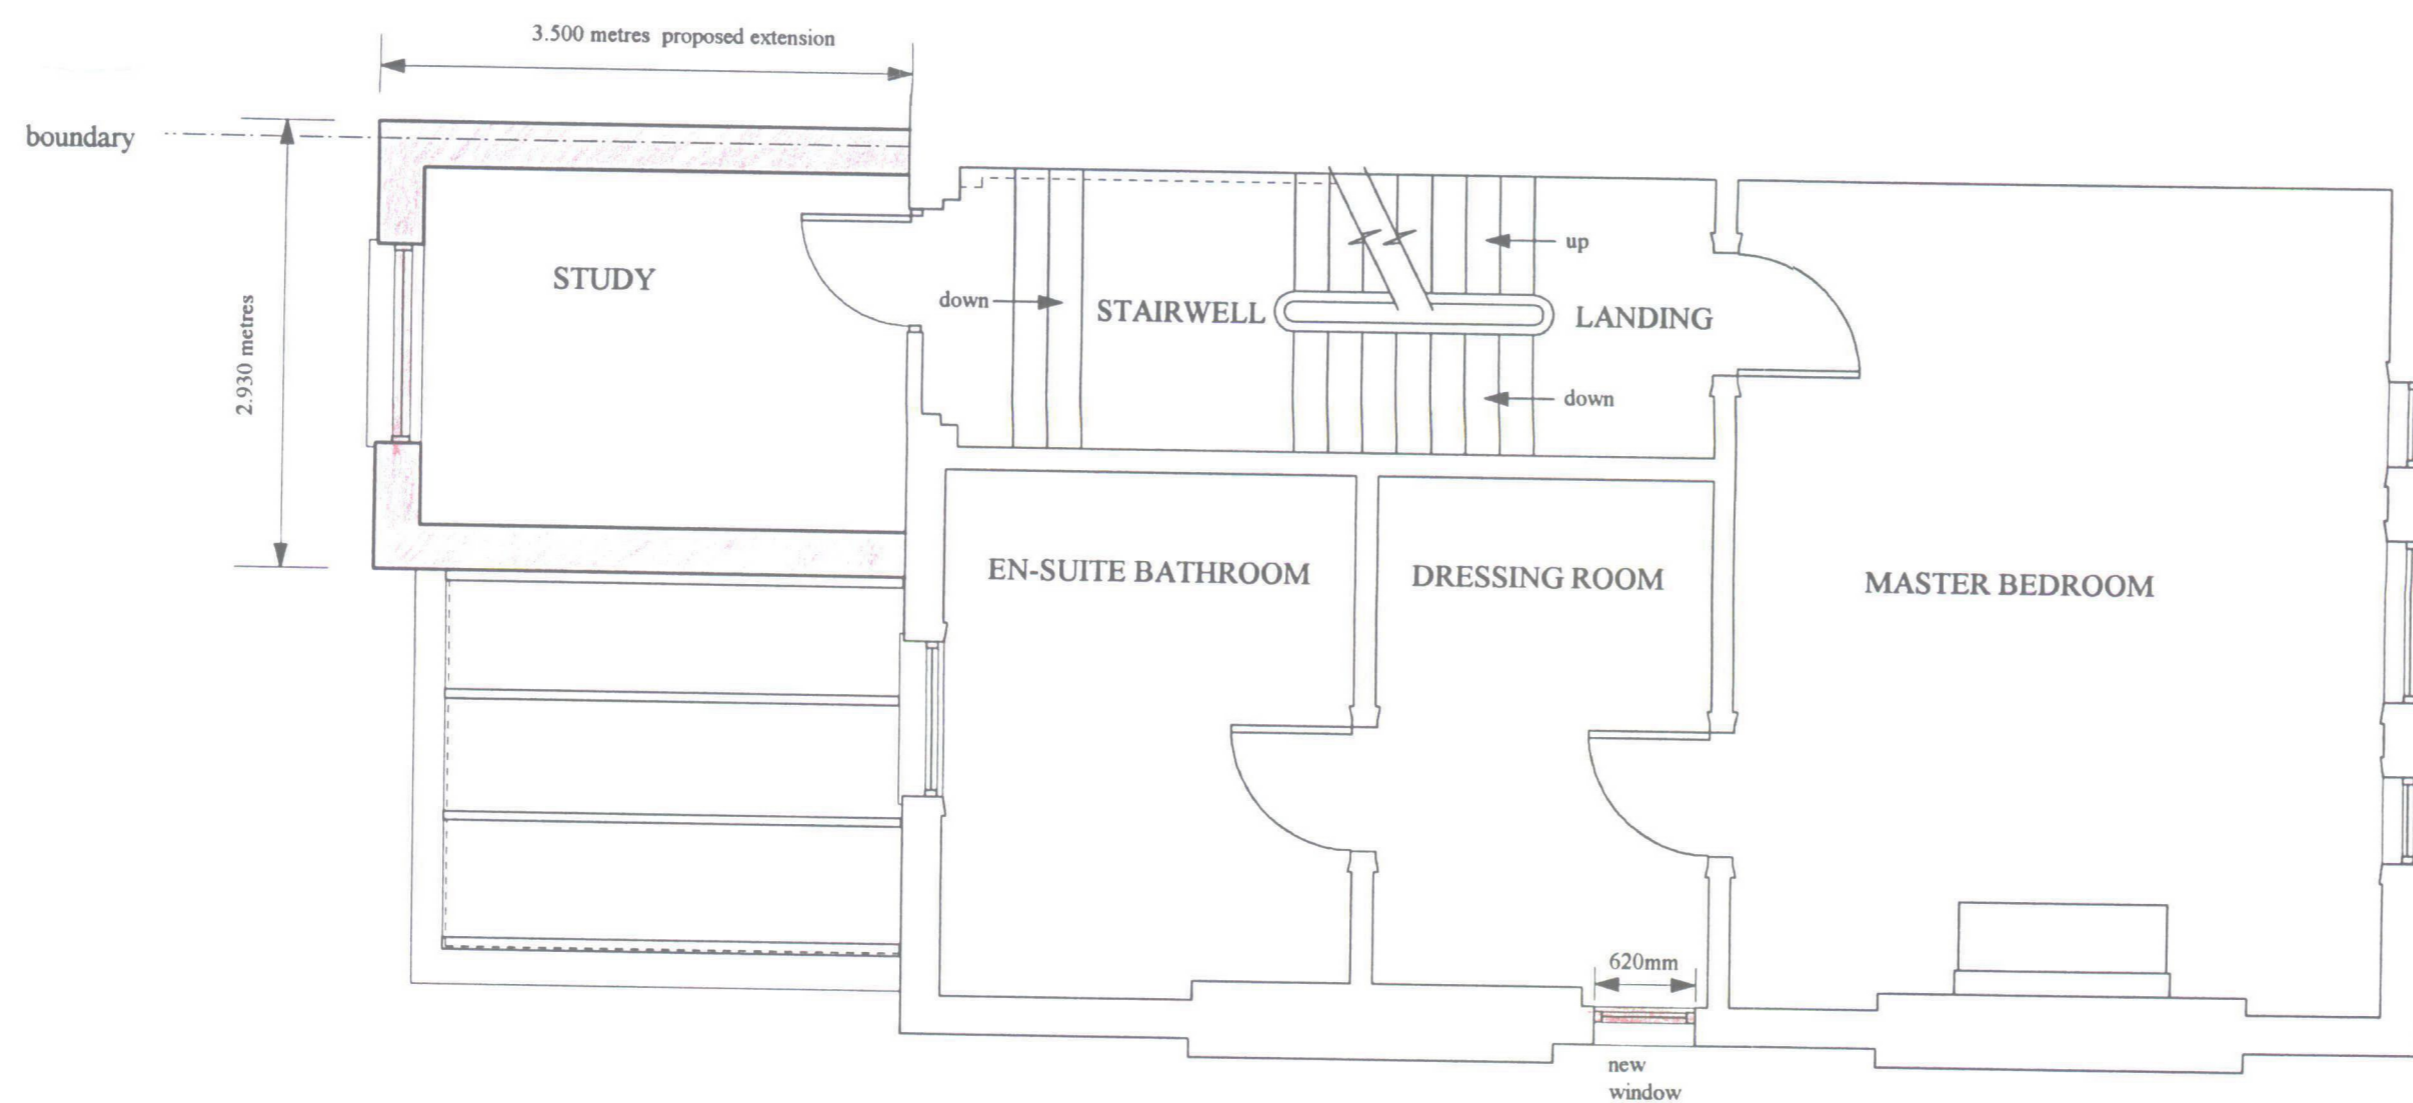 3.500 metres proposed extension
boundary
2.930 metres
STUDY
down
STAIRWELL
up
LANDING
down
EN-SUITE BATHROOM
DRESSING ROOM
MASTER BEDROOM
620mm
new
window